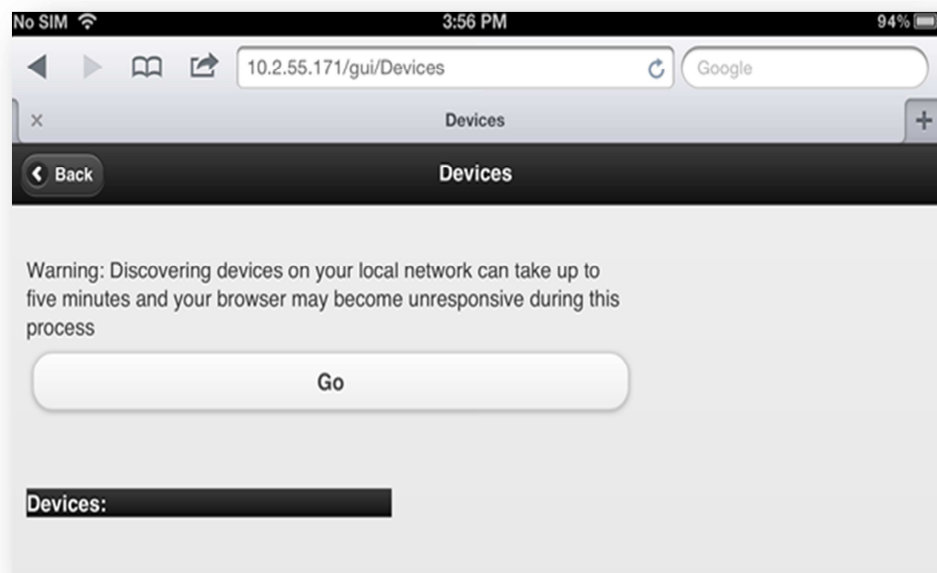 No SIM 3:56 PM 94%
10.2.55.171/gui/Devices Google
Devices
Back Devices
Warning: Discovering devices on your local network can take up to
five minutes and your browser may become unresponsive during this
process
Go
Devices: